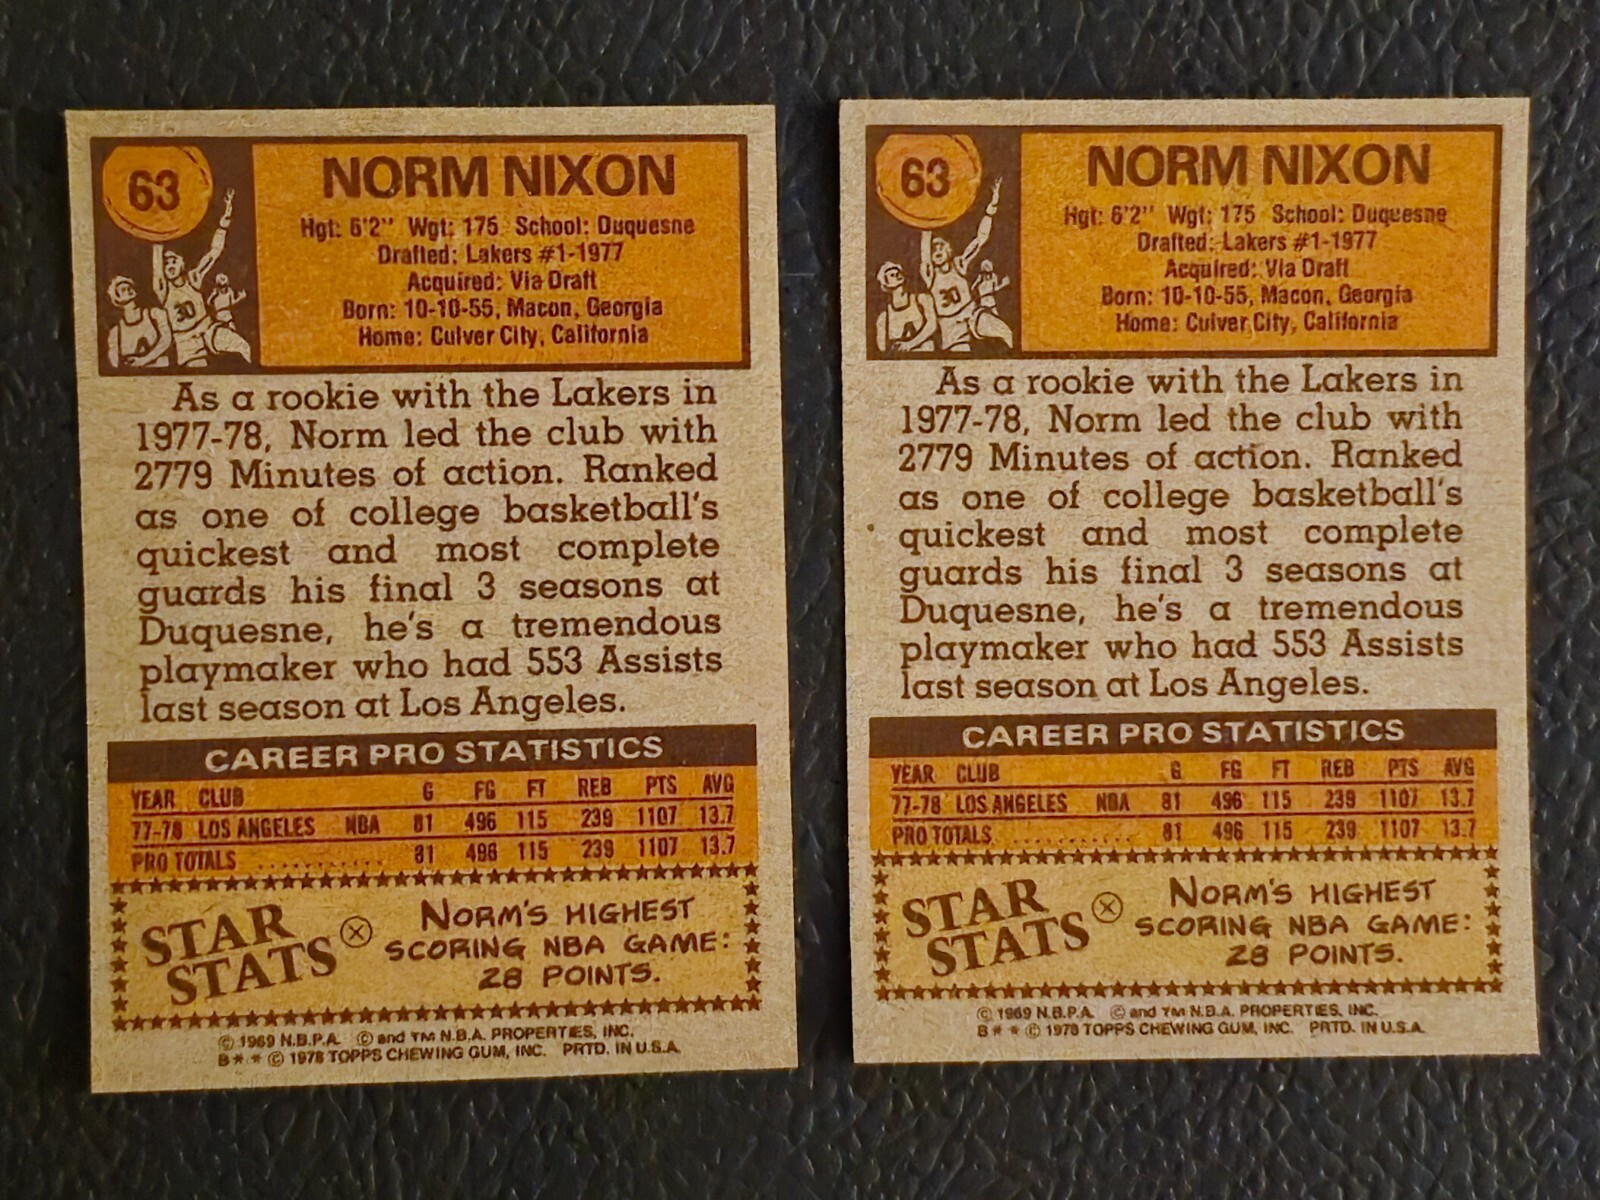 63
NORM NIXON
Hgt: 6'2" Wgt: 175 School: Duquesne
Drafted: Lakers #1-1977
Acquired: Via Draft
Born: 10-10-55, Macon, Georgia
Home: Culver City, California
30
As a rookie with the Lakers in
1977-78, Norm led the club with
2779 Minutes of action. Ranked
as one of college basketball's
quickest and most complete
guards his final 3 seasons at
Duquesne, he's a tremendous
playmaker who had 553 Assists
last season at Los Angeles.
CAREER PRO STATISTICS
YEAR CLUB G FG FT REB PTS AVG
77-78 LOS ANGELES NBA 81 496 115 239 1107 13.7
PRO TOTALS .......... 81 496 115 239 1107 13.7
STAR
STATS
NORM'S HIGHEST
SCORING NBA GAME:
28 POINTS.
© 1969 N.B.P.A. © and TM N.B.A. PROPERTIES, INC.
B * * © 1978 TOPPS CHEWING GUM, INC. PRTD. IN U.S.A.
63
NORM NIXON
Hgt: 6'2" Wgt: 175 School: Duquesne
Drafted: Lakers #1-1977
Acquired: Via Draft
Born: 10-10-55, Macon, Georgia
Home: Culver City, California
30
As a rookie with the Lakers in
1977-78, Norm led the club with
2779 Minutes of action. Ranked
as one of college basketball's
quickest and most complete
guards his final 3 seasons at
Duquesne, he's a tremendous
playmaker who had 553 Assists
last season at Los Angeles.
CAREER PRO STATISTICS
YEAR CLUB G FG FT REB PTS AVG
77-78 LOS ANGELES NBA 81 496 115 239 1107 13.7
PRO TOTALS .......... 81 496 115 239 1107 13.7
STAR
STATS
NORM'S HIGHEST
SCORING NBA GAME:
28 POINTS.
© 1969 N.B.P.A. © and TM N.B.A. PROPERTIES, INC.
B * * © 1978 TOPPS CHEWING GUM, INC. PRTD. IN U.S.A.